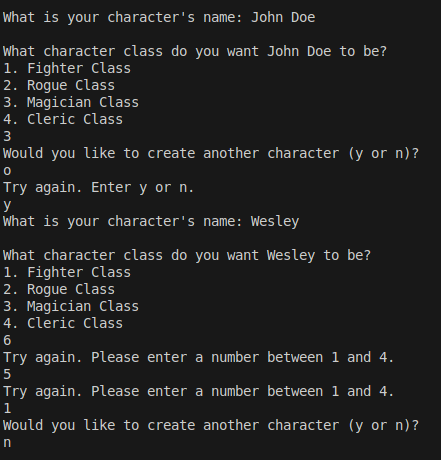 What is your character's name: John Doe
What character class do you want John Doe to be?
1. Fighter Class
2. Rogue Class
3. Magician Class
4. Cleric Class
3
Would you like to create another character (y or n)?
o
Try again. Enter y or n.
y
What is your character's name: Wesley
What character class do you want Wesley to be?
1. Fighter Class
2. Rogue Class
3. Magician Class
4. Cleric Class
6
Try again. Please enter a number between 1 and 4.
5
Try again. Please enter a number between 1 and 4.
1
Would you like to create another character (y or n)?
n